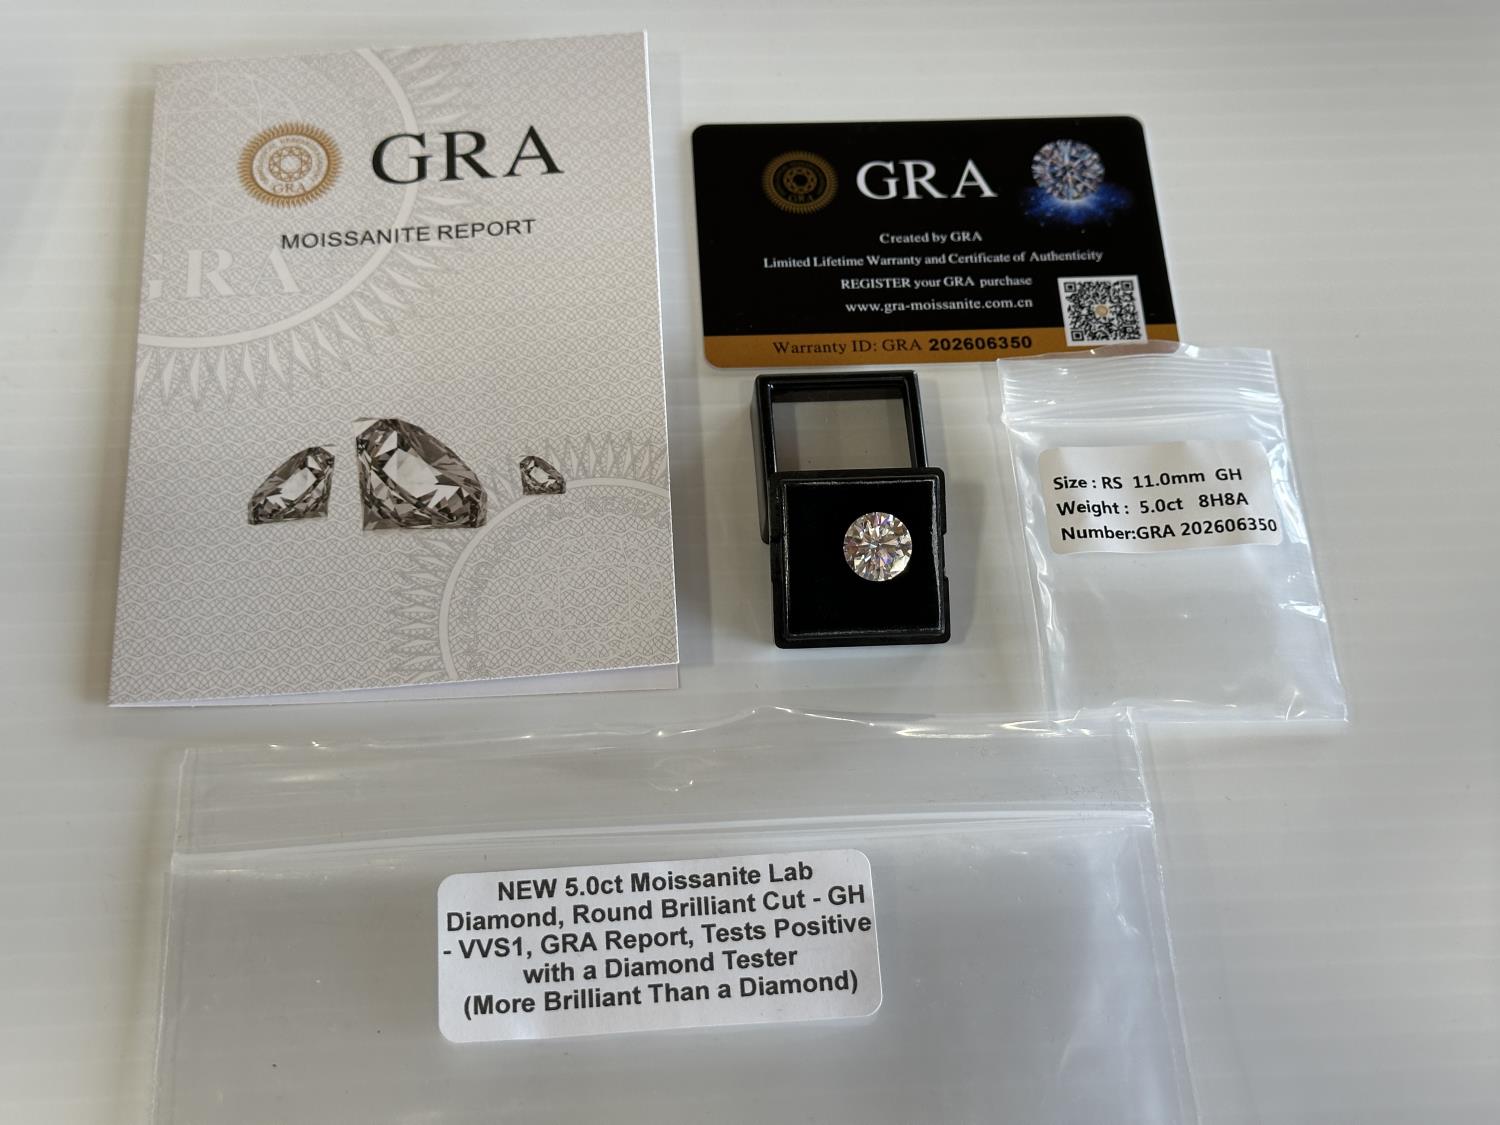 GRA
GRA
MOISSANITE REPORT
GRA
GRA
GRA
Created by GRA
Limited Lifetime Warranty and Certificate of Authenticity
REGISTER your GRA purchase
www.gra-moissanite.com.cn
Warranty ID: GRA 202606350
Size : RS 11.0mm GH
Weight : 5.0ct 8H8A
Number:GRA 202606350
NEW 5.0ct Moissanite Lab
Diamond, Round Brilliant Cut - GH
- VVS1, GRA Report, Tests Positive
with a Diamond Tester
(More Brilliant Than a Diamond)